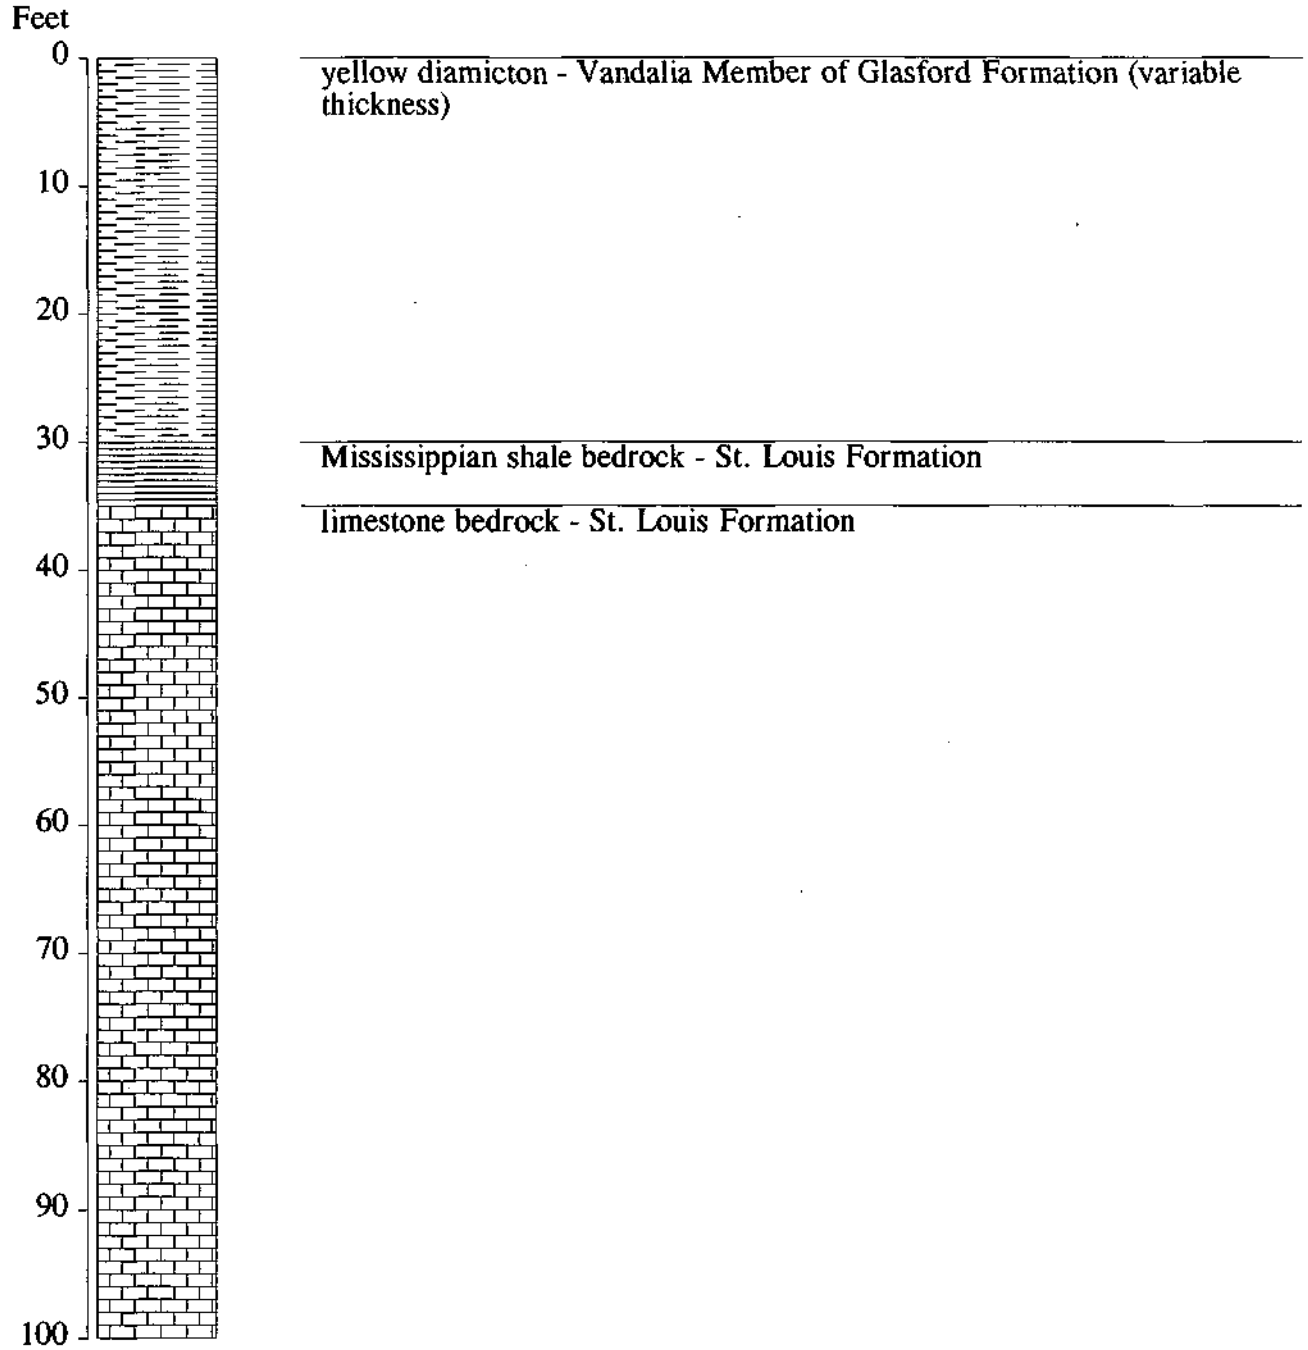 Feet
0
yellow diamicton - Vandalia Member of Glasford Formation (variable
thickness)
10
20
30
Mississippian shale bedrock - St. Louis Formation
limestone bedrock - St. Louis Formation
40
50
60
70
80
90
100